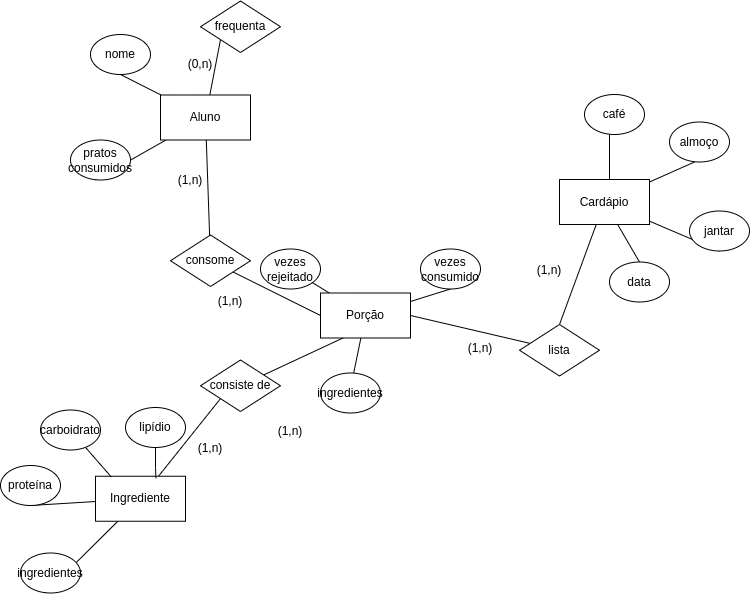 frequenta
nome
(0,n)
Aluno
café
almoço
pratos
consumidos
(1,n)
Cardápio
jantar
consome
vezes
rejeitado
vezes
consumido
(1,n)
data
(1,n)
Porção
(1,n)
lista
consiste de
ingredientes
carboidrato
lipídio
(1,n)
(1,n)
proteína
Ingrediente
ingredientes